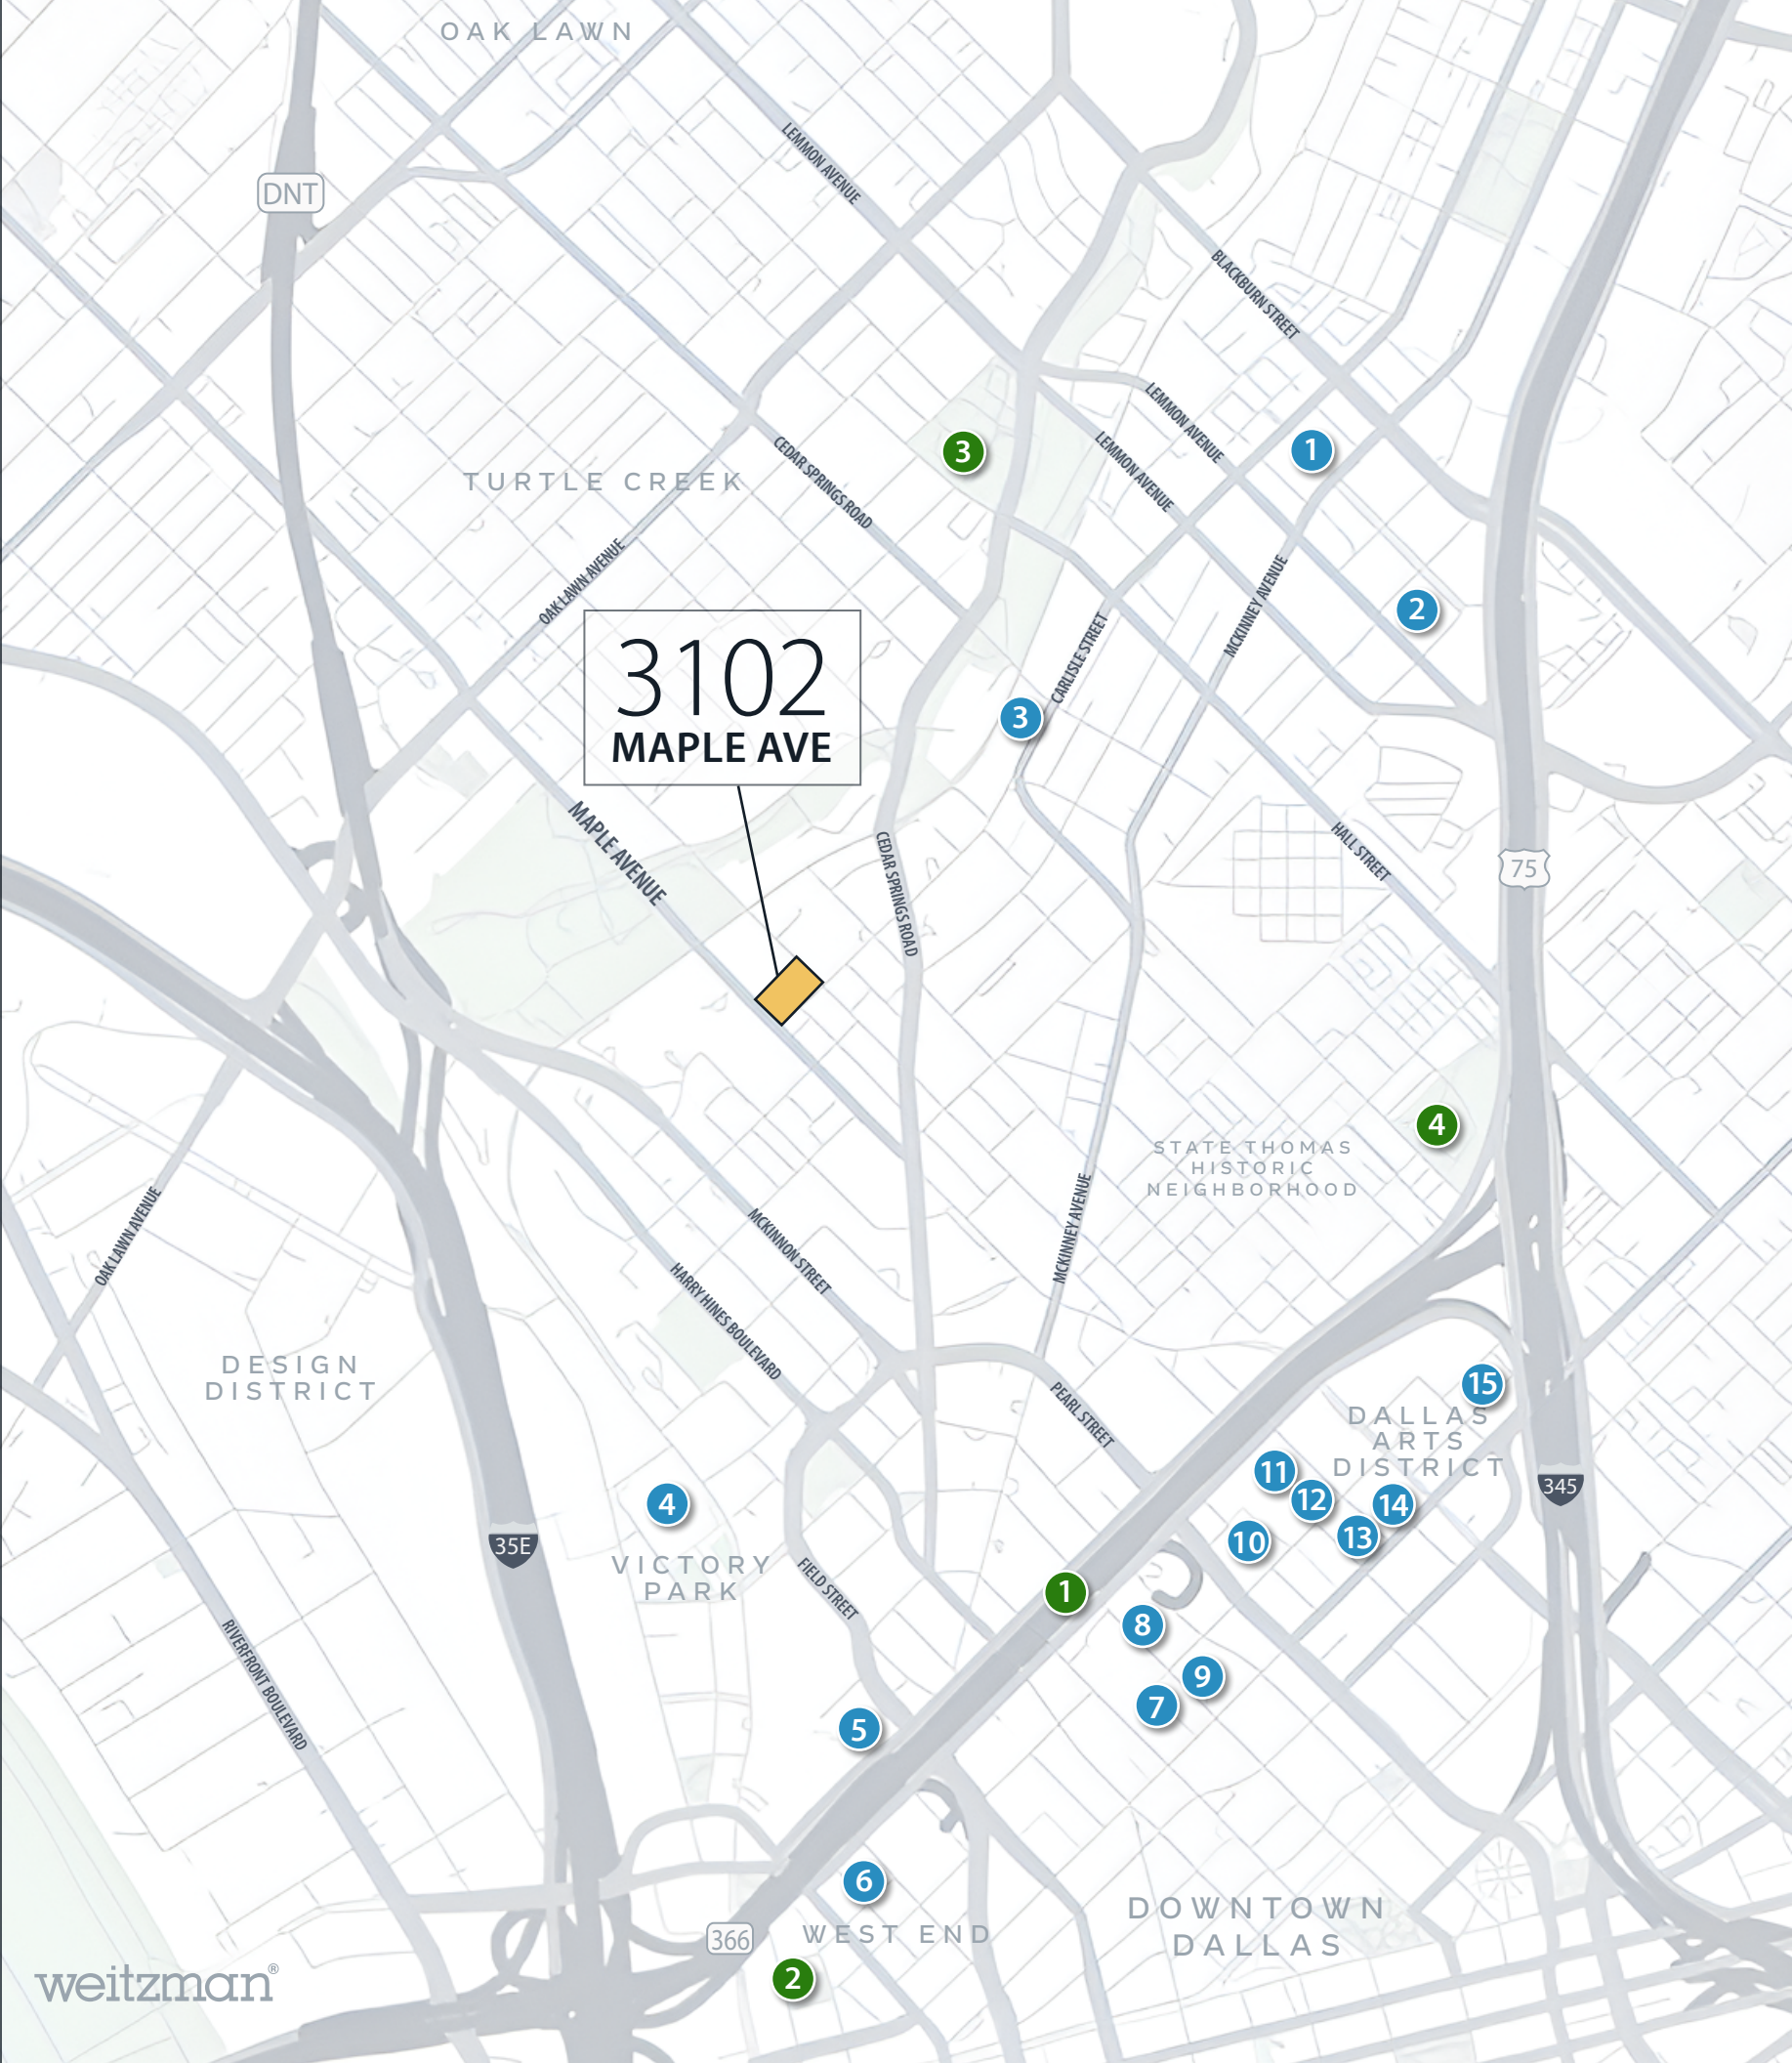 OAK LAWN
LEMMON AVENUE
DNT
BLACKBURN STREET
LEMMON AVENUE
LEMMON AVENUE
3
1
CEDAR SPRINGS ROAD
TURTLE CREEK
OAK LAWN AVENUE
MCKINNEY AVENUE
2
CARLISLE STREET
3
3102
MAPLE AVE
MAPLE AVENUE
CEDAR SPRINGS ROAD
HALL STREET
75
4
STATE THOMAS
HISTORIC
NEIGHBORHOOD
OAK LAWN AVENUE
MCKINNON STREET
MCKINNEY AVENUE
HARRY HINES BOULEVARD
DESIGN
DISTRICT
PEARL STREET
15
DALLAS
ARTS
DISTRICT
11
12
14
13
10
345
4
35E
VICTORY
PARK
FIELD STREET
1
8
9
7
5
RIVERFRONT BOULEVARD
6
WEST END
366
DOWNTOWN
DALLAS
2
weitzman®